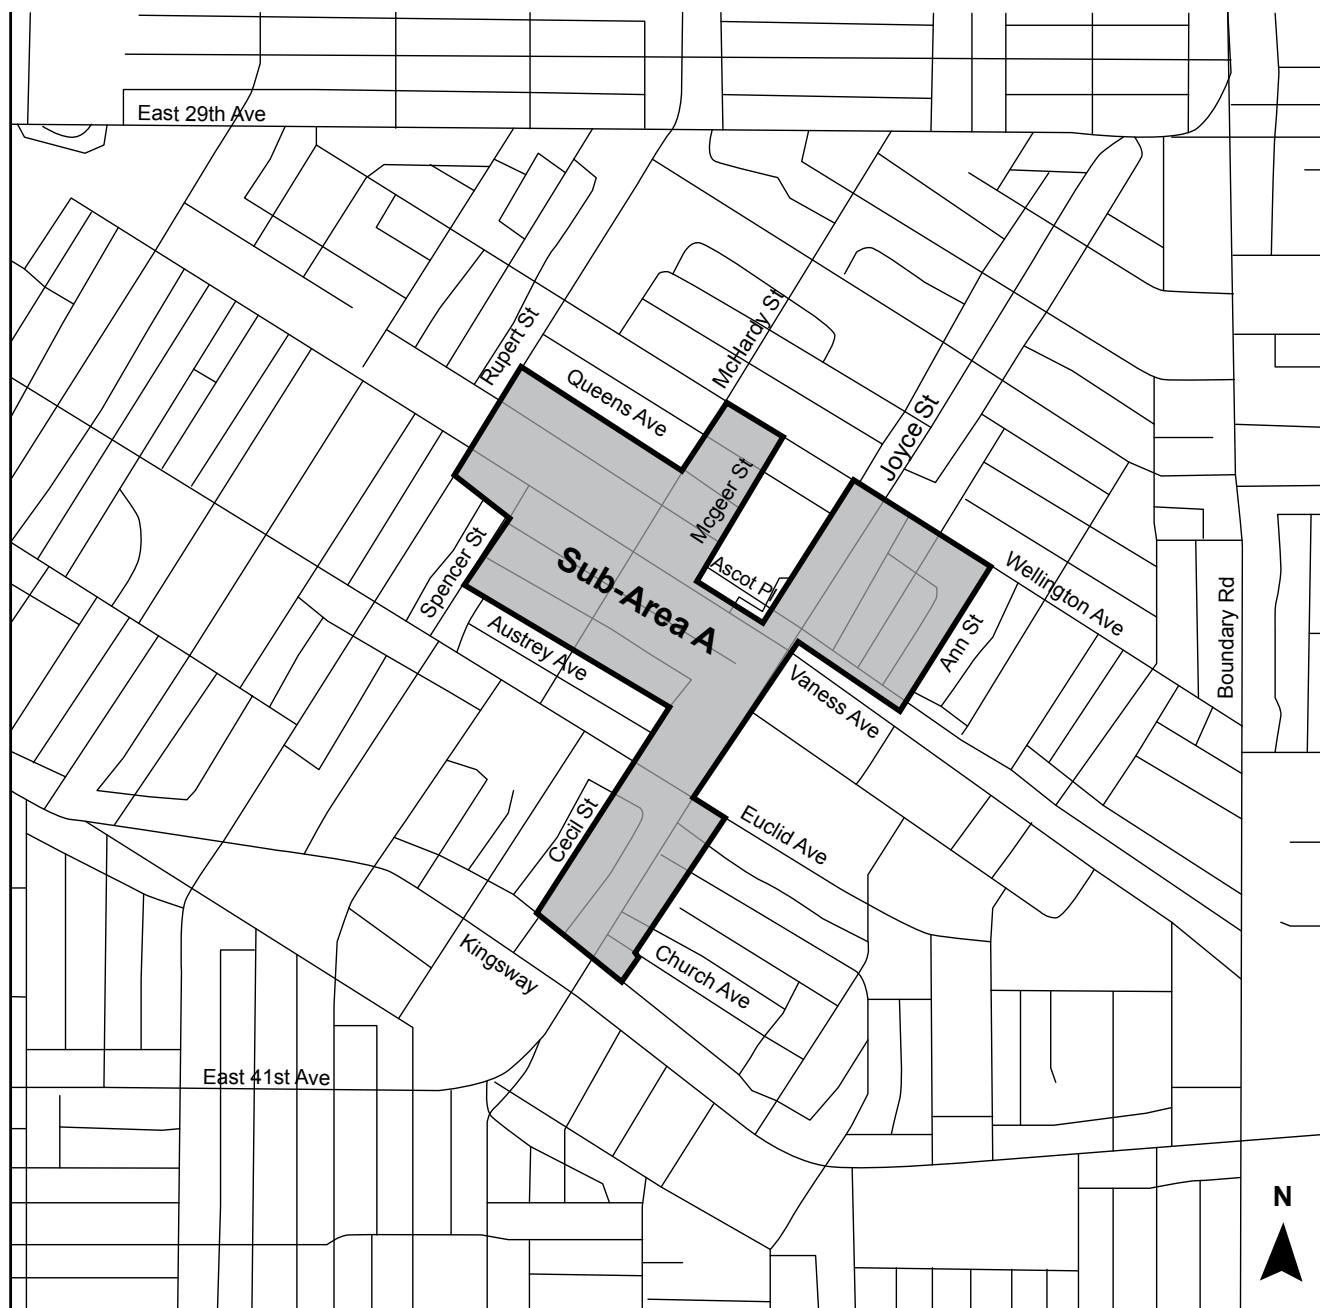 East 29th Ave
Rupert St
McHardy St
Queens Ave
Joyce St
Mcgeer St
Ascot Pl
Spencer St
Sub-Area A
Wellington Ave
Ann St
Boundary Rd
Austrey Ave
Vaness Ave
Cecil St
Euclid Ave
Kingsway
Church Ave
East 41st Ave
N